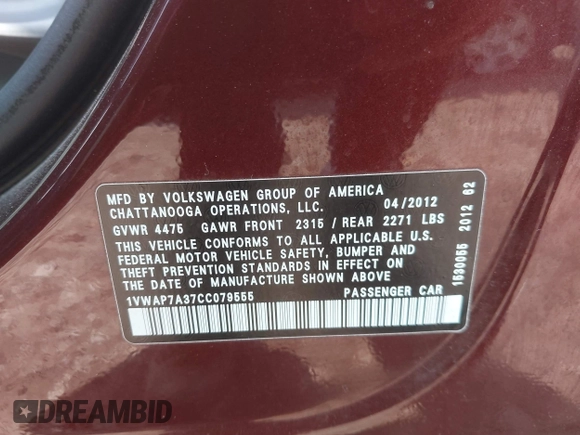 MFD BY VOLKSWAGEN GROUP OF AMERICA
CHATTANOOGA OPERATIONS, LLC. 04/2012
GVWR 4475 GAWR FRONT 2315 / REAR 2271 LBS
THIS VEHICLE CONFORMS TO ALL APPLICABLE U.S.
FEDERAL MOTOR VEHICLE SAFETY, BUMPER AND
THEFT PREVENTION STANDARDS IN EFFECT ON
THE DATE OF MANUFACTURE SHOWN ABOVE
1VWAP7A37CC079555 PASSENGER CAR
1530055 2012 62
DREAMBID